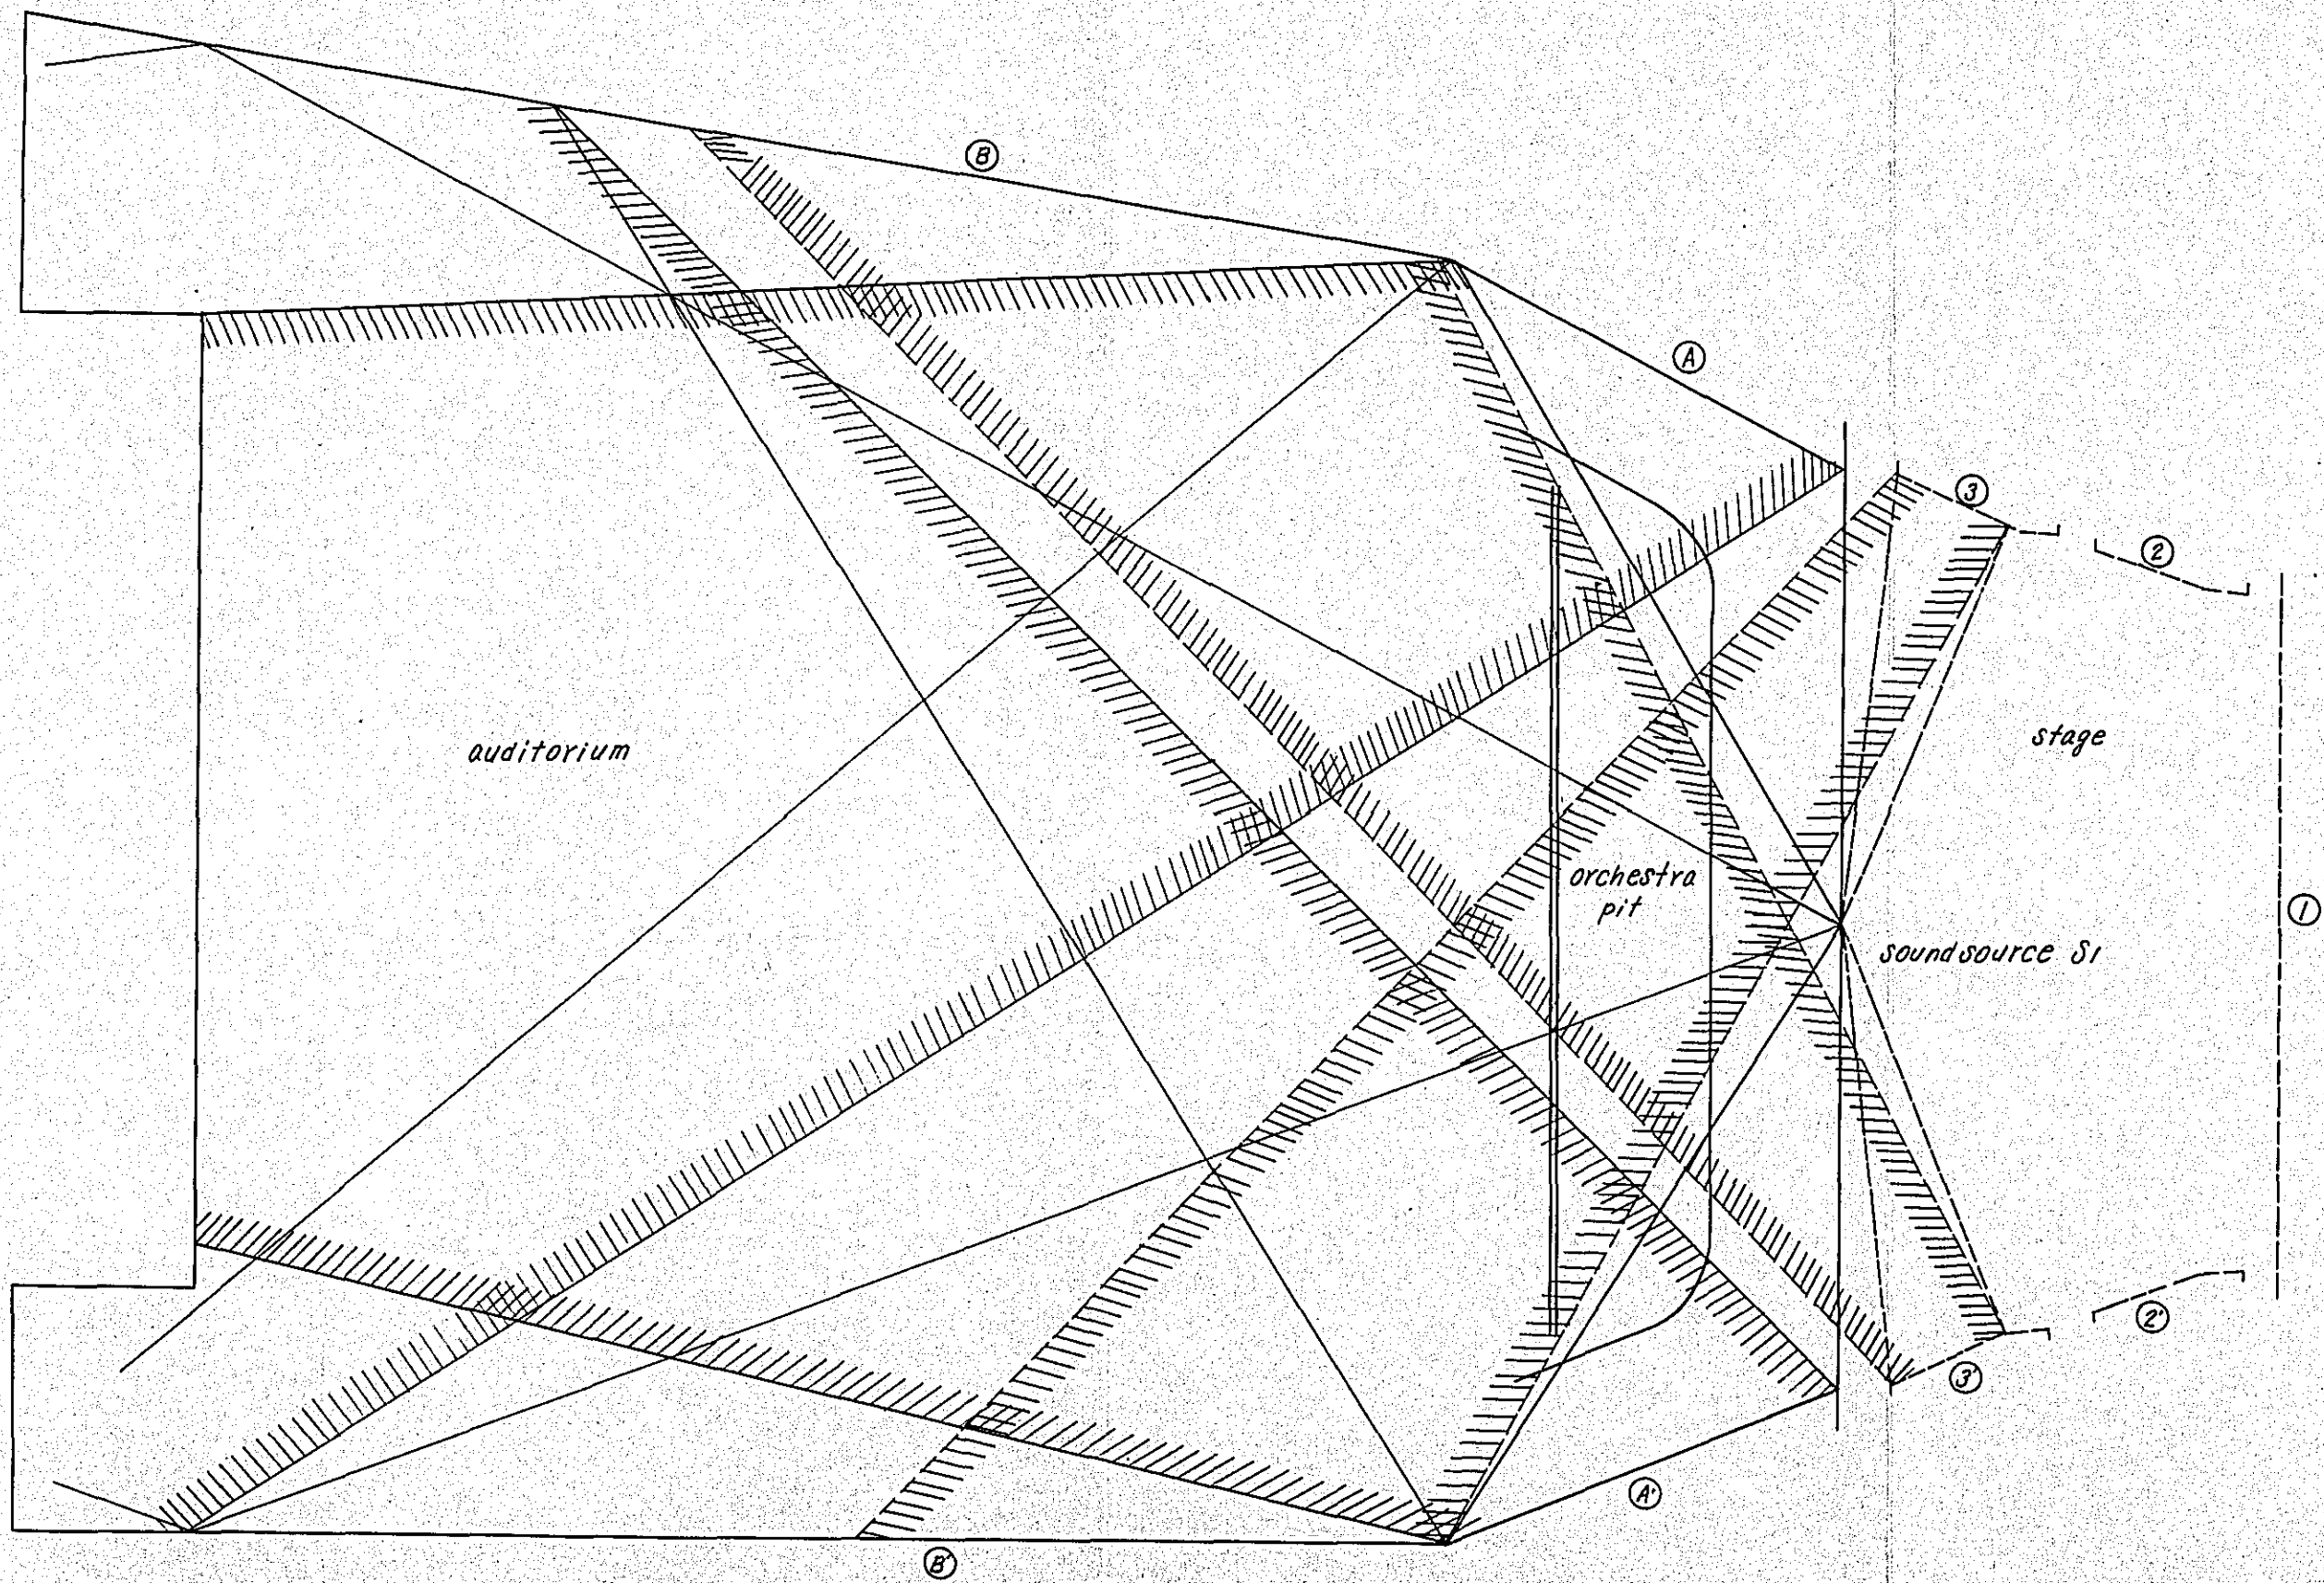 B
A
3
2
auditorium
stage
orchestra
pit
1
soundsource S1
2'
3'
A'
B'